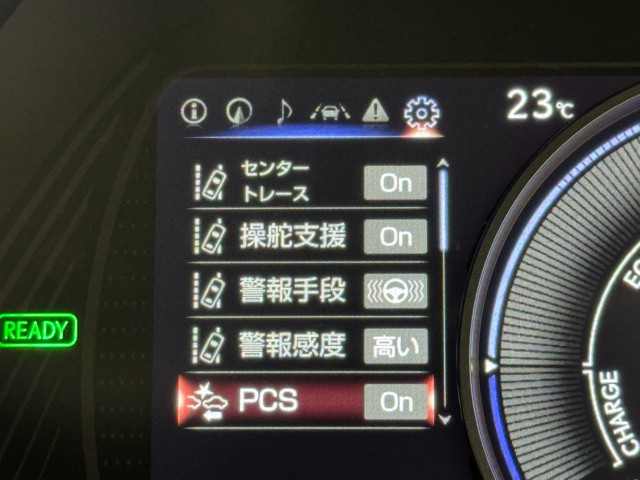 23℃
センター
トレース
On
操舵支援
On
警報手段
警報感度
高い
PCS
On
READY
EC
CHARGE